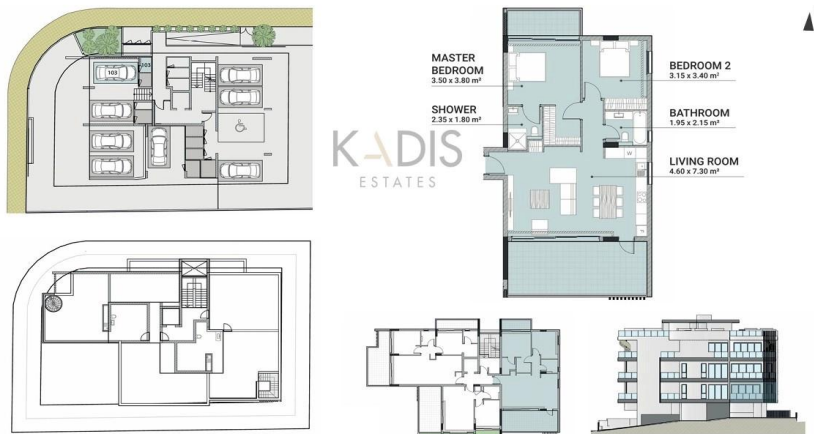 103
103
MASTER
BEDROOM
3.50 x 3.80 m²
SHOWER
2.35 x 1.80 m²
BEDROOM 2
3.15 x 3.40 m²
BATHROOM
1.95 x 2.15 m²
LIVING ROOM
4.60 x 7.30 m²
KADIS
ESTATES
W